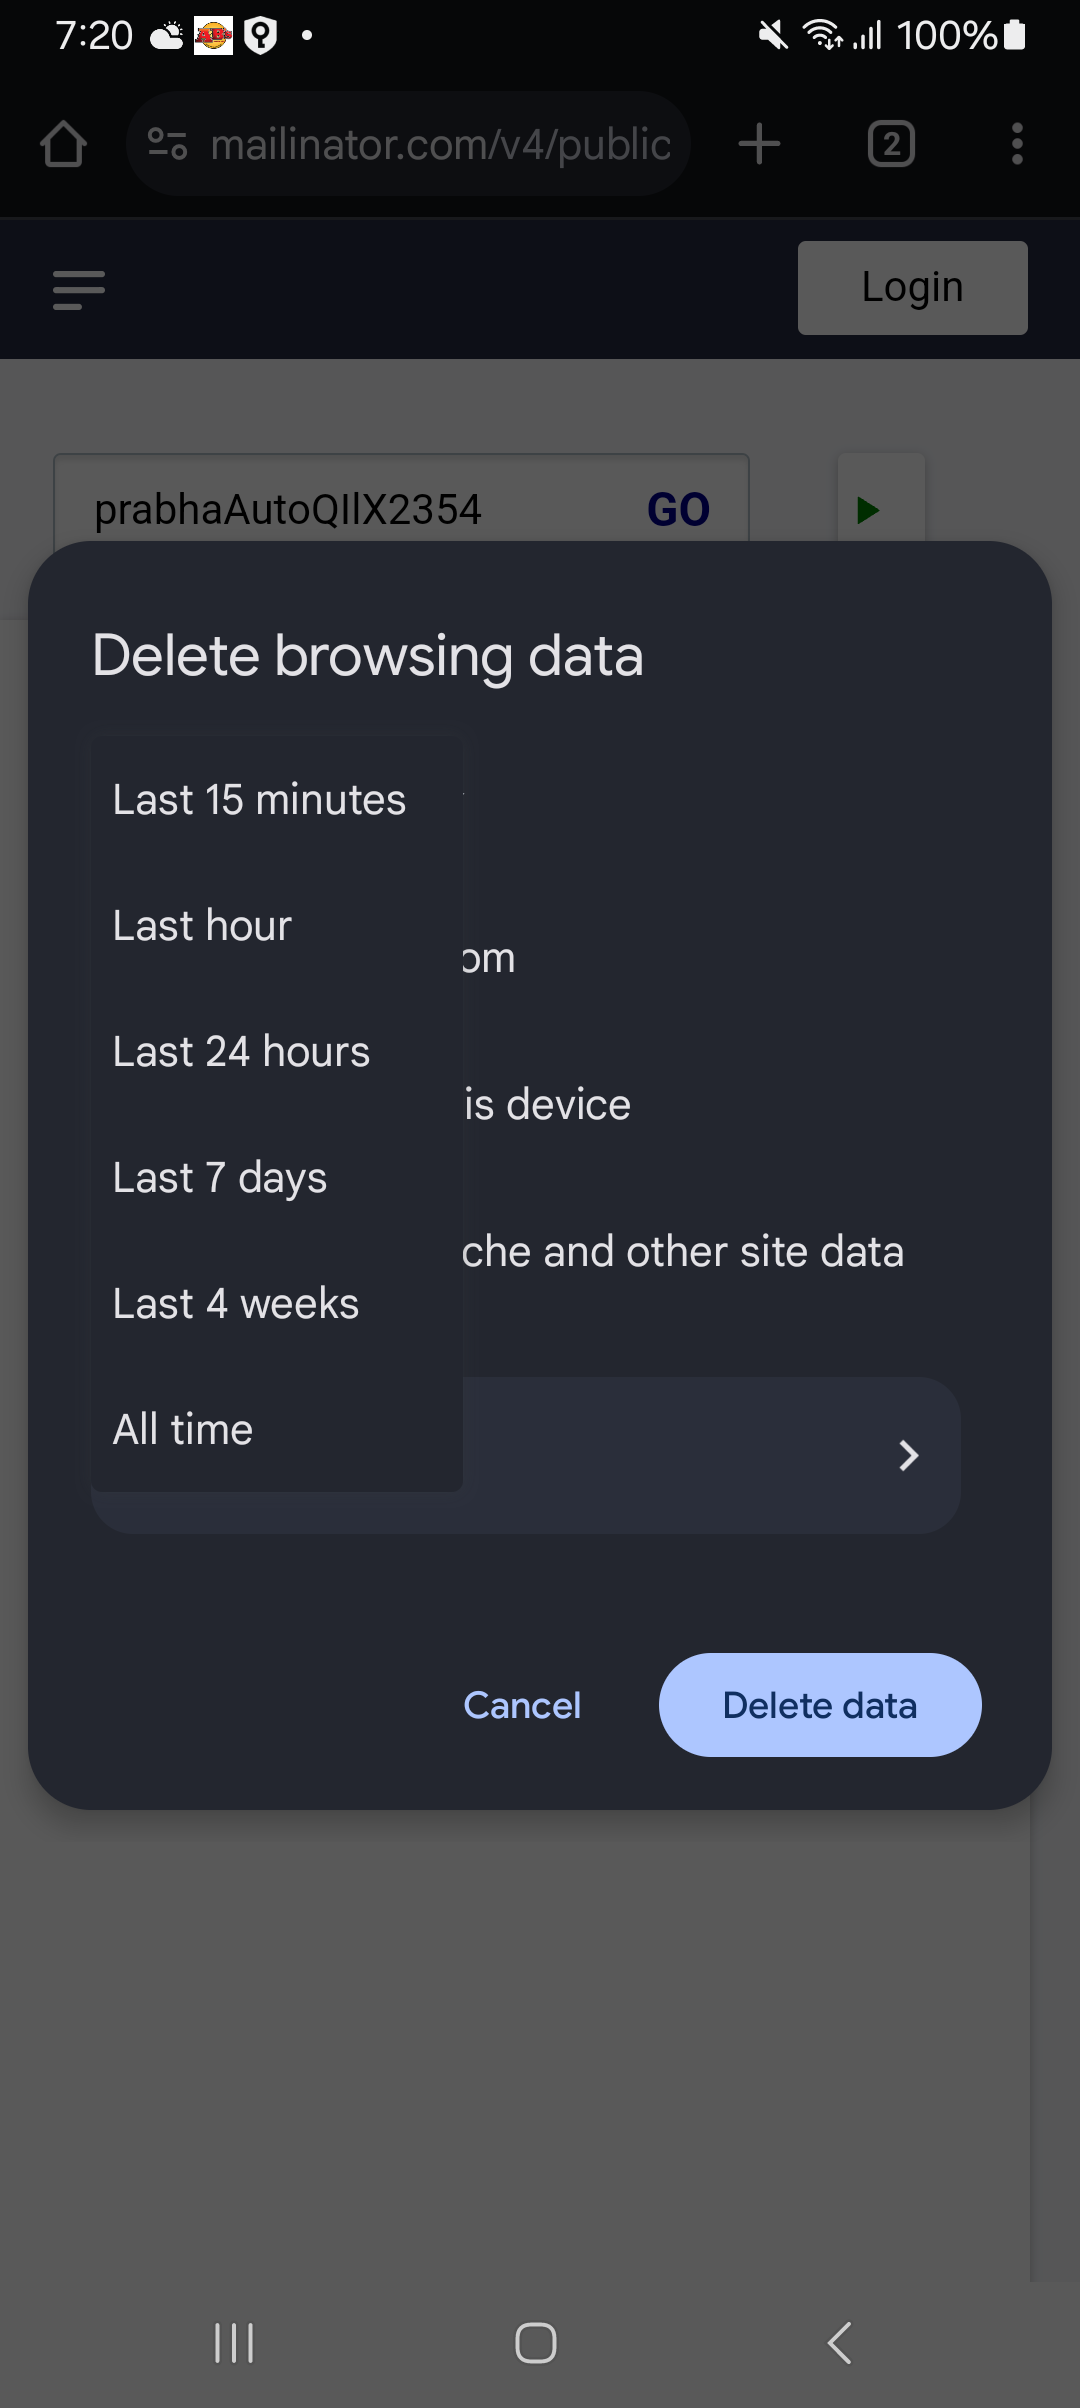 7:20
100%
mailinator.com/v4/public
2
Login
prabhaAutoQIlX2354 GO
Delete browsing data
Last 15 minutes
Last hour
om
Last 24 hours
is device
Last 7 days
che and other site data
Last 4 weeks
All time
Cancel
Delete data